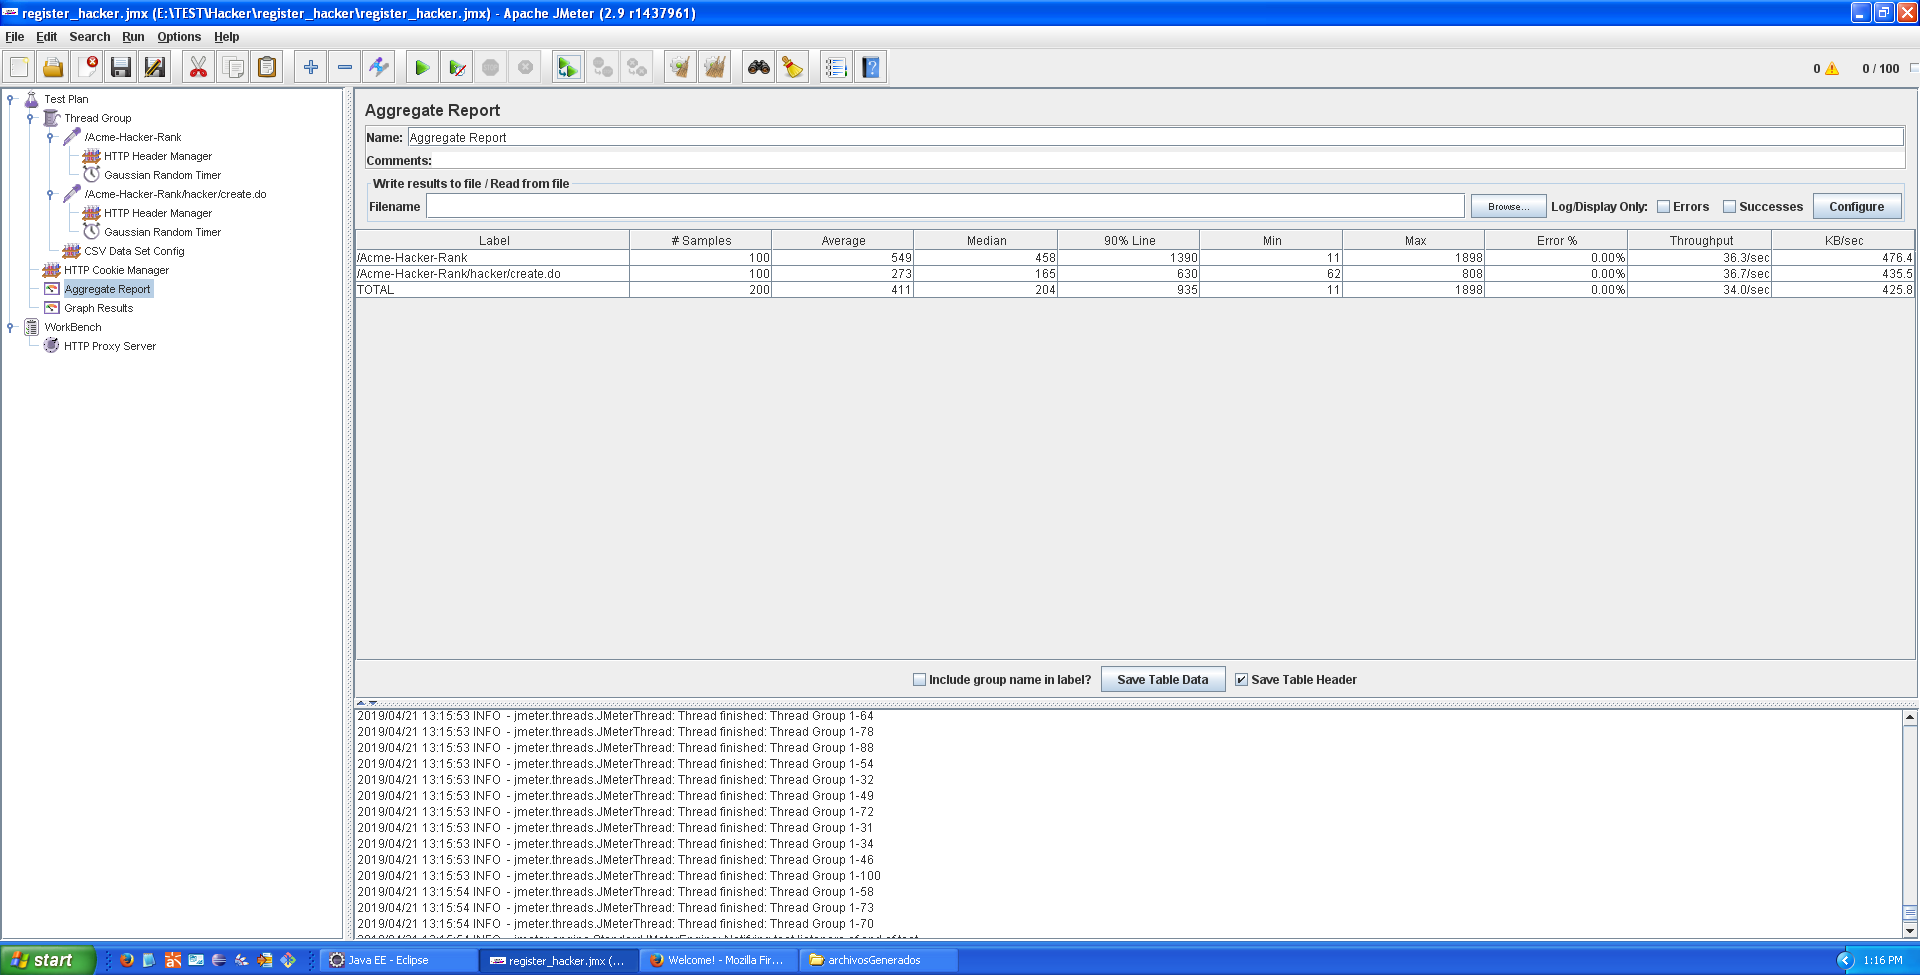 register_hacker.jmx (E:\TEST\Hacker\register_hacker\register_hacker.jmx) - Apache JMeter (2.9 r1437961)
File Edit Search Run Options Help
0 0 / 100
Test Plan
Thread Group
/Acme-Hacker-Rank
HTTP Header Manager
Gaussian Random Timer
/Acme-Hacker-Rank/hacker/create.do
HTTP Header Manager
Gaussian Random Timer
CSV Data Set Config
HTTP Cookie Manager
Aggregate Report
Graph Results
WorkBench
HTTP Proxy Server
Aggregate Report
Name: Aggregate Report
Comments:
Write results to file / Read from file
Filename Browse... Log/Display Only: Errors Successes Configure
Label # Samples Average Median 90% Line Min Max Error % Throughput KB/sec
/Acme-Hacker-Rank 100 549 458 1390 11 1898 0.00% 36.3/sec 476.4
/Acme-Hacker-Rank/hacker/create.do 100 273 165 630 62 808 0.00% 36.7/sec 435.5
TOTAL 200 411 204 935 11 1898 0.00% 34.0/sec 425.8
Include group name in label? Save Table Data Save Table Header
2019/04/21 13:15:53 INFO - jmeter.threads.JMeterThread: Thread finished: Thread Group 1-64
2019/04/21 13:15:53 INFO - jmeter.threads.JMeterThread: Thread finished: Thread Group 1-78
2019/04/21 13:15:53 INFO - jmeter.threads.JMeterThread: Thread finished: Thread Group 1-88
2019/04/21 13:15:53 INFO - jmeter.threads.JMeterThread: Thread finished: Thread Group 1-54
2019/04/21 13:15:53 INFO - jmeter.threads.JMeterThread: Thread finished: Thread Group 1-32
2019/04/21 13:15:53 INFO - jmeter.threads.JMeterThread: Thread finished: Thread Group 1-49
2019/04/21 13:15:53 INFO - jmeter.threads.JMeterThread: Thread finished: Thread Group 1-72
2019/04/21 13:15:53 INFO - jmeter.threads.JMeterThread: Thread finished: Thread Group 1-31
2019/04/21 13:15:53 INFO - jmeter.threads.JMeterThread: Thread finished: Thread Group 1-34
2019/04/21 13:15:53 INFO - jmeter.threads.JMeterThread: Thread finished: Thread Group 1-46
2019/04/21 13:15:53 INFO - jmeter.threads.JMeterThread: Thread finished: Thread Group 1-100
2019/04/21 13:15:54 INFO - jmeter.threads.JMeterThread: Thread finished: Thread Group 1-58
2019/04/21 13:15:54 INFO - jmeter.threads.JMeterThread: Thread finished: Thread Group 1-73
2019/04/21 13:15:54 INFO - jmeter.threads.JMeterThread: Thread finished: Thread Group 1-70
2019/04/21 13:15:54 INFO - jmeter.engine.StandardJMeterEngine: Notifying test listeners of end of test
start Java EE - Eclipse register_hacker.jmx (... Welcome! - Mozilla Fir... archivosGenerados 1:16 PM